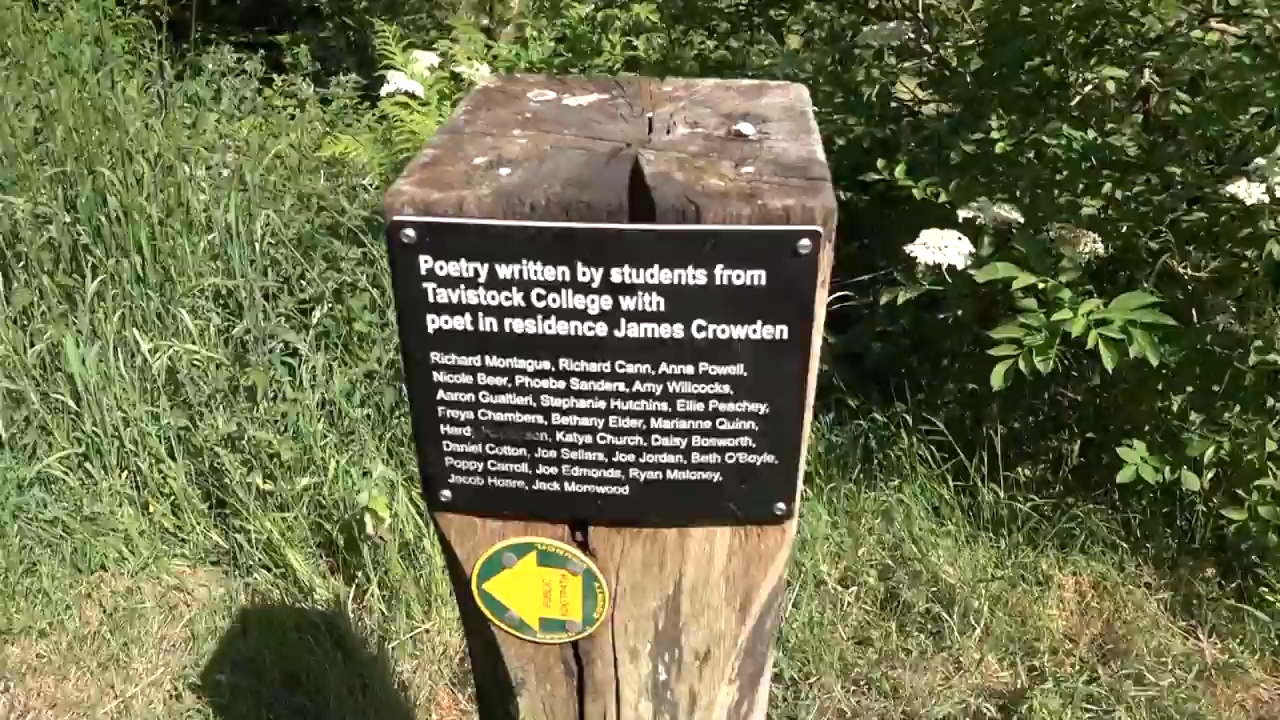 Poetry written by students from
Tavistock College with
poet in residence James Crowden
Richard Montague, Richard Cann, Anna Powell,
Nicole Beer, Phoebe Sanders, Amy Willcocks,
Aaron Gualtieri, Stephanie Hutchins, Ellie Peachey,
Freya Chambers, Bethany Elder, Marianne Quinn,
Katya Church, Daisy Bosworth,
Daniel Cotton, Joe Sellars, Joe Jordan, Beth O'Boyle,
Poppy Carroll, Joe Edmonds, Ryan Maloney,
Jacob Hoare, Jack Morewood
PUBLIC
FOOTPATH
COUNTY
COUNCIL